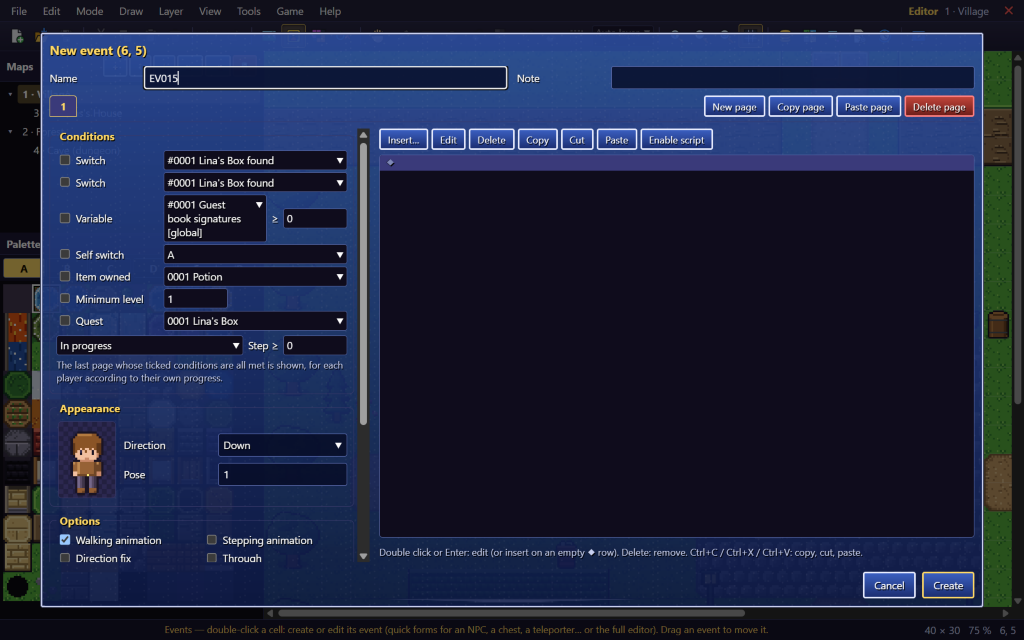 File Edit Mode Draw Layer View Tools Game Help Editor 1 · Village ✕
Maps
New event (6, 5)
Name EV015 Note
1 New page Copy page Paste page Delete page
Conditions
Insert... Edit Delete Copy Cut Paste Enable script
Switch #0001 Lina's Box found
Switch #0001 Lina's Box found
Variable #0001 Guest book signatures [global] ≥ 0
Self switch A
Item owned 0001 Potion
Minimum level 1
Quest 0001 Lina's Box
In progress Step ≥ 0
The last page whose ticked conditions are all met is shown, for each
player according to their own progress.
Palette
A
Appearance
Direction Down
Pose 1
Options
Walking animation Stepping animation
Direction fix Through
Double click or Enter: edit (or insert on an empty ◆ row). Delete: remove. Ctrl+C / Ctrl+X / Ctrl+V: copy, cut, paste.
Cancel Create
Events — double-click a cell: create or edit its event (quick forms for an NPC, a chest, a teleporter... or the full editor). Drag an event to move it.
40 × 30 75 % 6, 5